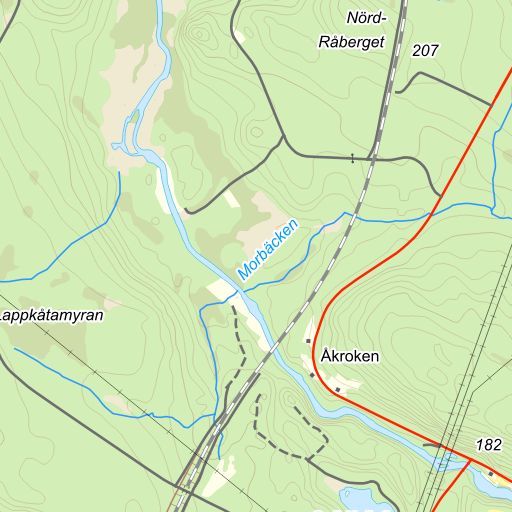 Nörd-
Råberget
207
Morbäcken
Lappkåtamyran
Åkroken
182